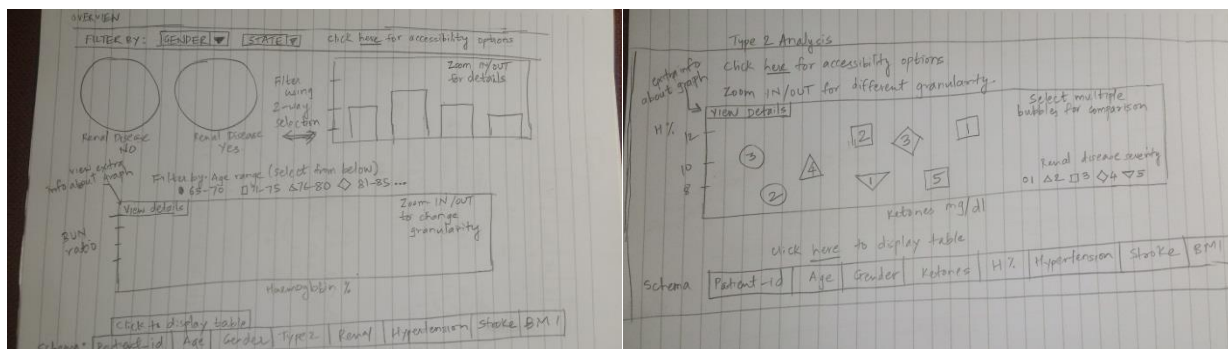 OVERVIEW
FILTER BY: GENDER STATE Click here for accessibility options
Zoom IN/OUT
for details
Filter
using
2-way
selection
Renal Disease
NO
Renal Disease
Yes
view extra
info about graph
Filter by: Age range (select from below)
65-70 71-75 76-80 81-85 ...
View details
Zoom IN/OUT
to change
granularity
BUN
ratio
Haemoglobin %
Click to display table
Schema: Patient_id Age Gender Type2 Renal Hypertension Stroke BMI
Type 2 Analysis
Click here for accessibility options
Zoom IN/OUT for different granularity.
extra info
about graph
View Details
Select multiple
bubbles for comparison
H%
12
10
8
3
2
4
2
3
1
1
5
Renal disease severity
1 2 3 4 5
Ketones mg/dl
Click here to display table
Schema Patient-id Age Gender Ketones H% Hypertension Stroke BMI